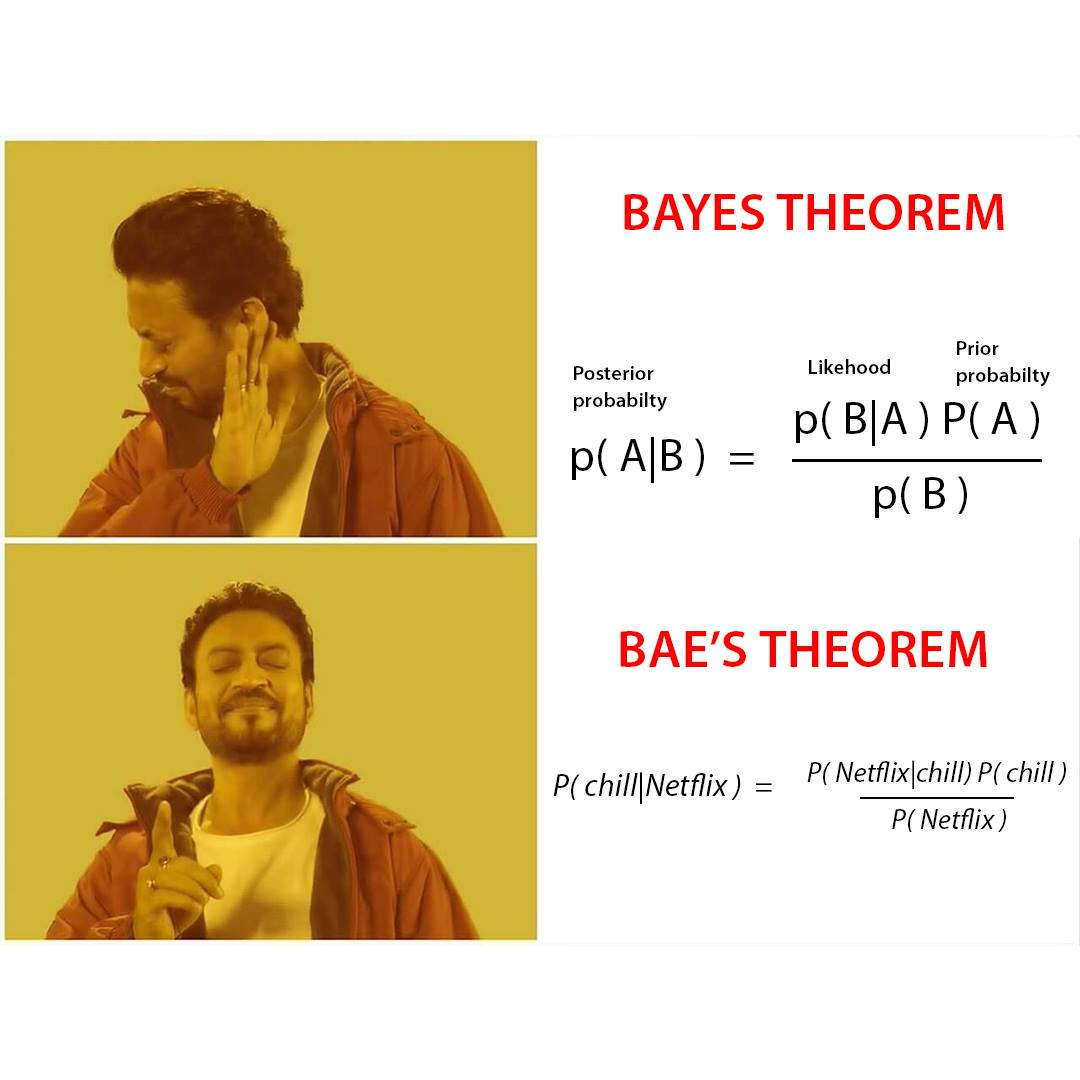 BAYES THEOREM
Posterior
probabilty
Likehood
Prior
probabilty
p( A|B ) = p( B|A ) P( A )
p( B )
BAE'S THEOREM
P( chill|Netflix ) = P( Netflix|chill) P( chill )
P( Netflix )